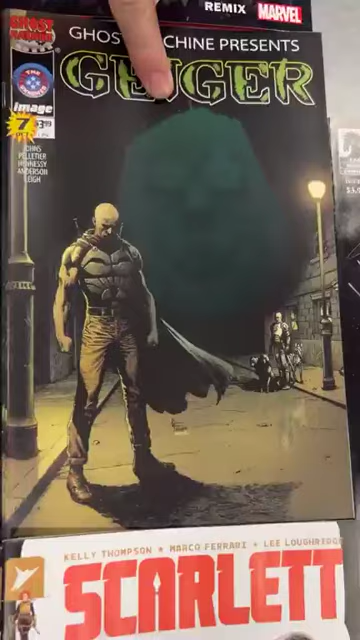 REMIX
MARVEL
GHOST MACHINE PRESENTS
GEIGER
image
7
$3.99
JOHNS
PELLETIER
HENNESSY
ANDERSON
LEIGH
KELLY THOMPSON * MARCO FERRARI * LEE LOUGHRIDGE
SCARLETT